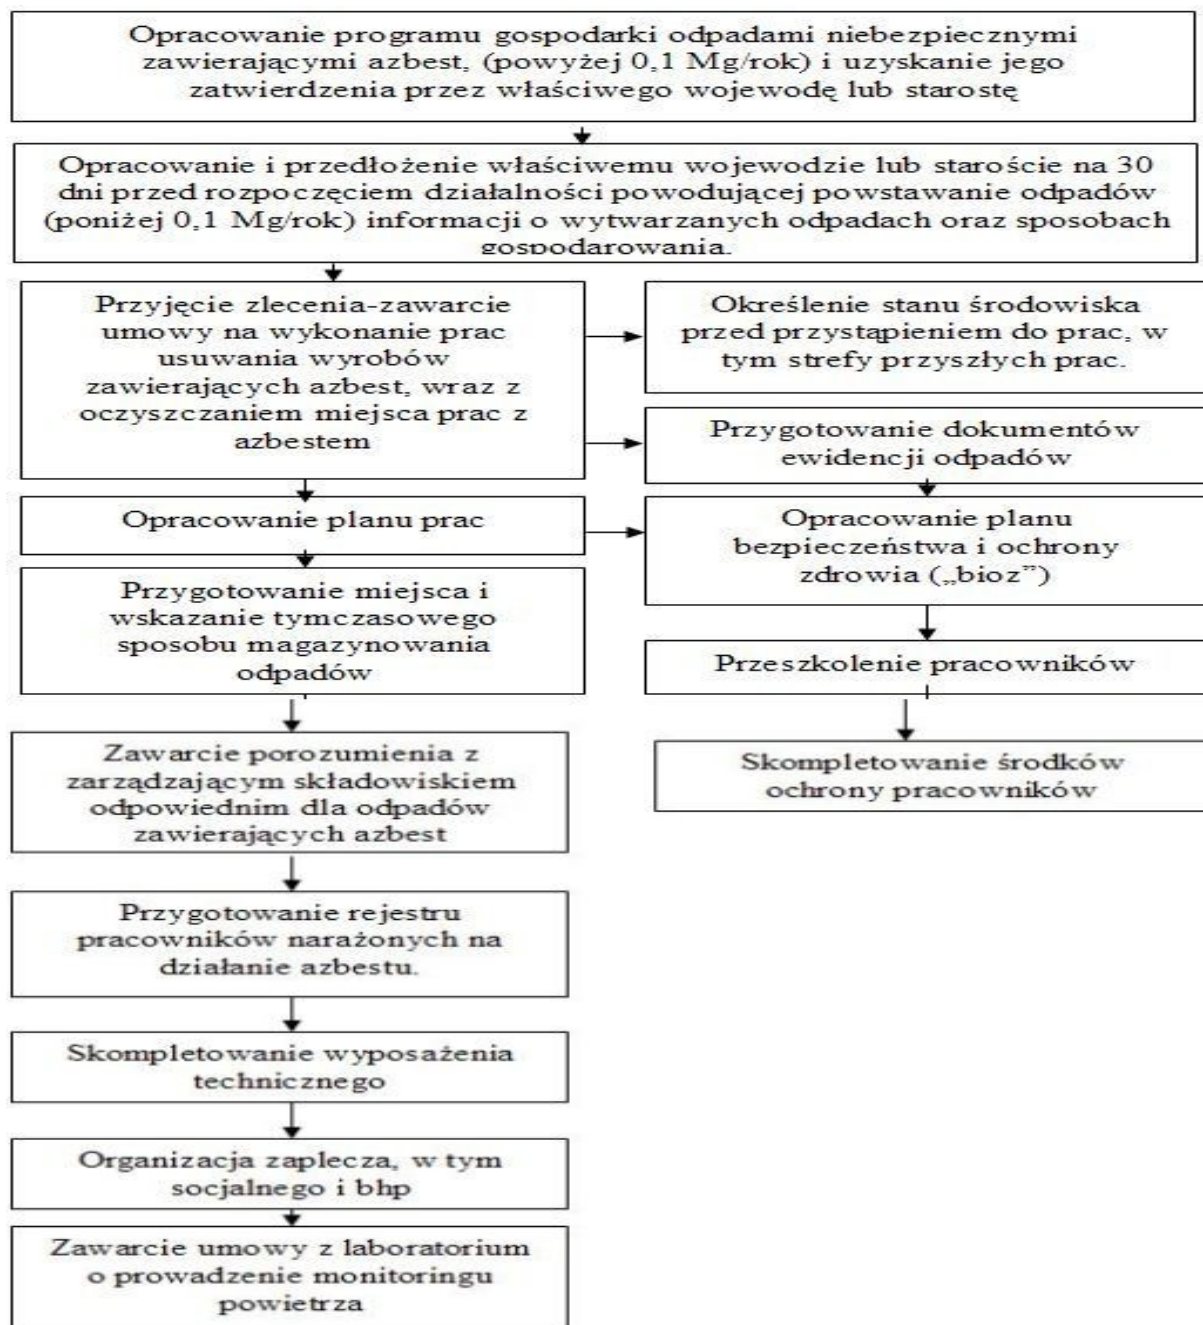 Opracowanie programu gospodarki odpadami niebezpiecznymi
zawierającymi azbest, (powyżej 0,1 Mg/rok) i uzyskanie jego
zatwierdzenia przez właściwego wojewodę lub starostę
Opracowanie i przedłożenie właściwemu wojewodzie lub staroście na 30
dni przed rozpoczęciem działalności powodującej powstawanie odpadów
(poniżej 0,1 Mg/rok) informacji o wytwarzanych odpadach oraz sposobach
gospodarowania.
Przyjęcie zlecenia-zawarcie
umowy na wykonanie prac
usuwania wyrobów
zawierających azbest, wraz z
oczyszczaniem miejsca prac z
azbestem
Określenie stanu środowiska
przed przystąpieniem do prac, w
tym strefy przyszłych prac.
Przygotowanie dokumentów
ewidencji odpadów
Opracowanie planu prac
Opracowanie planu
bezpieczeństwa i ochrony
zdrowia („bioz”)
Przygotowanie miejsca i
wskazanie tymczasowego
sposobu magazynowania
odpadów
Przeszkolenie pracowników
Zawarcie porozumienia z
zarządzającym składowiskiem
odpowiednim dla odpadów
zawierających azbest
Skompletowanie środków
ochrony pracowników
Przygotowanie rejestru
pracowników narażonych na
działanie azbestu.
Skompletowanie wyposażenia
technicznego
Organizacja zaplecza, w tym
socjalnego i bhp
Zawarcie umowy z laboratorium
o prowadzenie monitoringu
powietrza